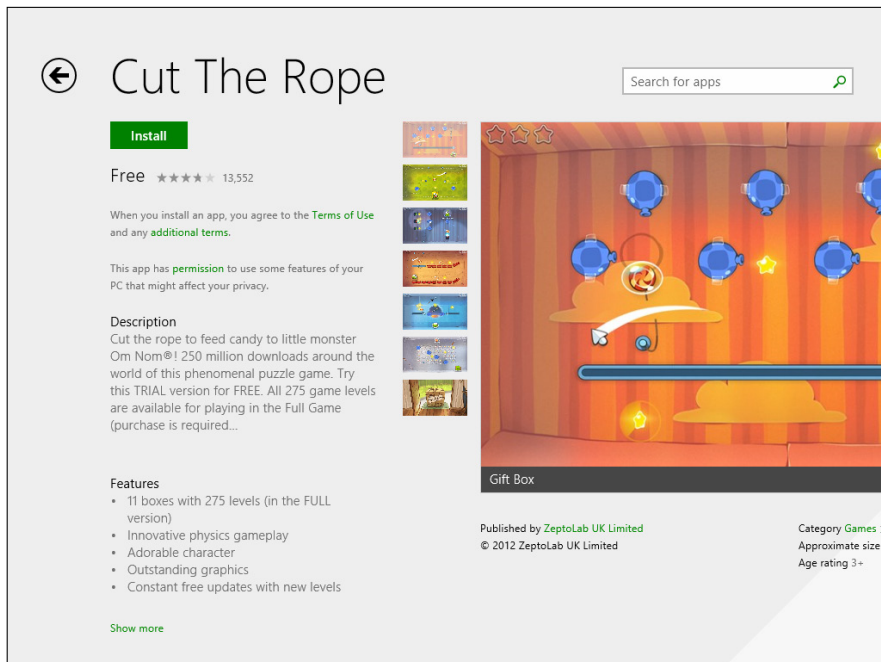 Cut The Rope
Search for apps
Install
Free 13,552
When you install an app, you agree to the Terms of Use
and any additional terms.
This app has permission to use some features of your
PC that might affect your privacy.
Description
Cut the rope to feed candy to little monster
Om Nom®! 250 million downloads around the
world of this phenomenal puzzle game. Try
this TRIAL version for FREE. All 275 game levels
are available for playing in the Full Game
(purchase is required...
Features
• 11 boxes with 275 levels (in the FULL
version)
• Innovative physics gameplay
• Adorable character
• Outstanding graphics
• Constant free updates with new levels
Show more
Gift Box
Published by ZeptoLab UK Limited
© 2012 ZeptoLab UK Limited
Category Games
Approximate size
Age rating 3+